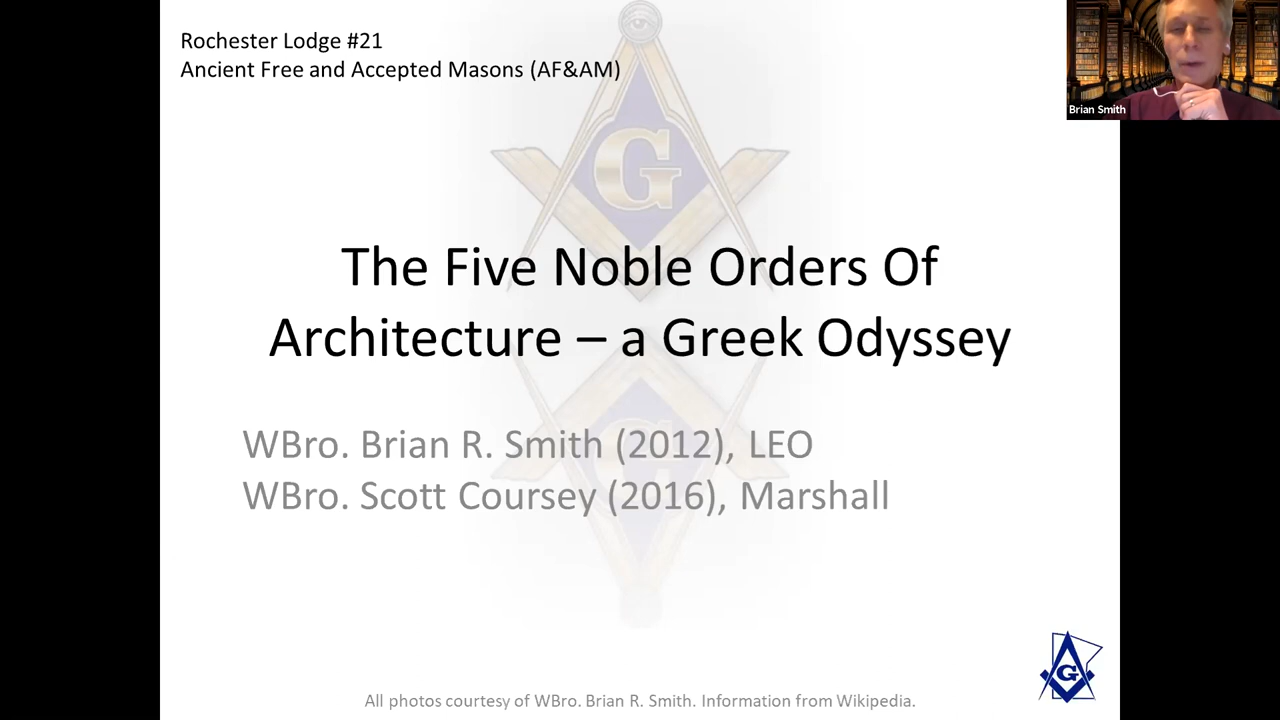 Rochester Lodge #21
Ancient Free and Accepted Masons (AF&AM)
Brian Smith
G
The Five Noble Orders Of
Architecture – a Greek Odyssey
G
WBro. Brian R. Smith (2012), LEO
WBro. Scott Coursey (2016), Marshall
G
All photos courtesy of WBro. Brian R. Smith. Information from Wikipedia.